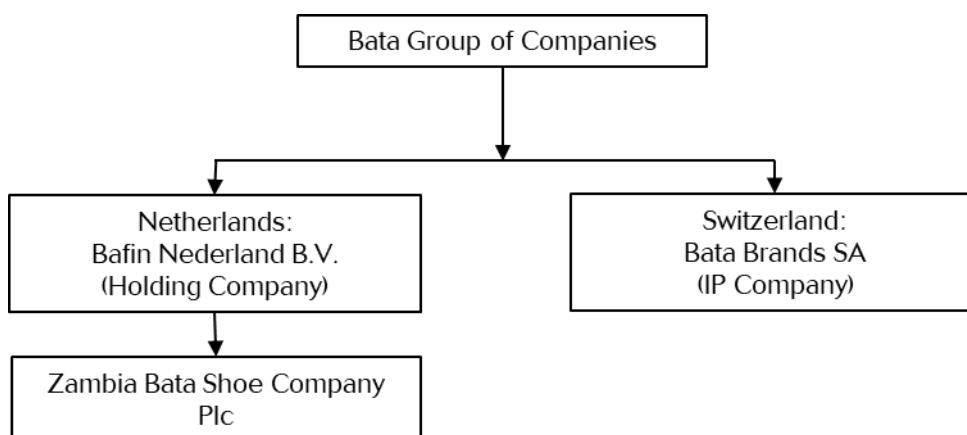 Bata Group of Companies
Netherlands:
Bafin Nederland B.V.
(Holding Company)
Switzerland:
Bata Brands SA
(IP Company)
Zambia Bata Shoe Company
Plc